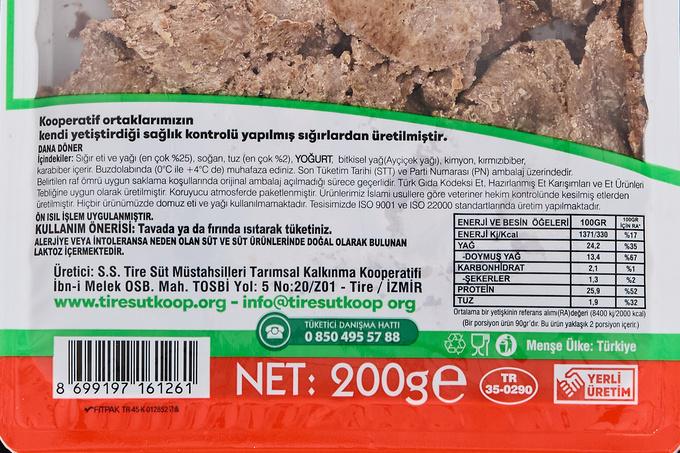 Kooperatif ortaklarımızın
kendi yetiştirdiği sağlık kontrolü yapılmış sığırlardan üretilmiştir.
DANA DÖNER
İçindekiler: Sığır eti ve yağı (en çok %25), soğan, tuz (en çok %2), YOĞURT, bitkisel yağ(Ayçiçek yağı), kimyon, kırmızıbiber,
karabiber içerir. Buzdolabında (0°C ile +4°C de) muhafaza ediniz. Son Tüketim Tarihi (STT) ve Parti Numarası (PN) ambalaj üzerindedir.
Belirtilen raf ömrü uygun saklama koşullarında orijinal ambalaj açılmadığı sürece geçerlidir. Türk Gıda Kodeksi Et, Hazırlanmış Et Karışımları ve Et Ürünleri
Tebliğine uygun olarak üretilmiştir. Koruyucu atmosferde paketlenmiştir. Ürünlerimiz İslami usullere göre veteriner hekim kontrolünde kesilmiş etlerden
üretilmiştir. Hiçbir ürünümüzde domuz eti ve yağı kullanılmamaktadır. Tesisimizde ISO 9001 ve ISO 22000 standartlarında üretim yapılmaktadır.
ÖN ISIL İŞLEM UYGULANMIŞTIR.
KULLANIM ÖNERİSİ: Tavada ya da fırında ısıtarak tüketiniz.
ALERJİYE VEYA İNTOLERANSA NEDEN OLAN SÜT VE SÜT ÜRÜNLERİNDE DOĞAL OLARAK BULUNAN
LAKTOZ İÇERMEKTEDİR.
Üretici: S.S. Tire Süt Müstahsilleri Tarımsal Kalkınma Kooperatifi
İbn-i Melek OSB. Mah. TOSBİ Yol: 5 No:20/Z01 - Tire / İZMİR
www.tiresutkoop.org - info@tiresutkoop org
ENERJİ VE BESİN ÖĞELERİ 100GR 100GR İÇİN RA*
ENERJİ Kj/Kcal 1371/330 %17
YAĞ 24,2 %35
-DOYMUŞ YAĞ 13,4 %67
KARBONHİDRAT 2,1 %1
-ŞEKERLER 1,3 %2
PROTEİN 25,9 %52
TUZ 1,9 %32
Ortalama bir yetişkinin referans alımı(RA)değeri (8400 kj/2000 kcal)
(Bir porsiyon ürün 90gr'dır. Bu ürün yaklaşık 2 porsiyon içerir.)
TÜKETİCİ DANIŞMA HATTI
0 850 495 57 88
Menşe Ülke: Türkiye
8 699197 161261
FITPAK TR-45-K-012852
NET: 200g e
TR
35-0290
YERLİ
ÜRETİM